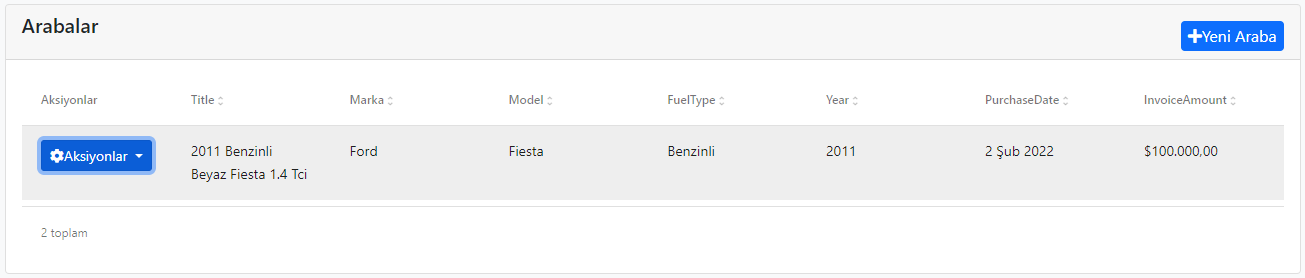 Arabalar
Yeni Araba
Aksiyonlar Title Marka Model FuelType Year PurchaseDate InvoiceAmount
Aksiyonlar 2011 Benzinli Ford Fiesta Benzinli 2011 2 Şub 2022 $100.000,00
Beyaz Fiesta 1.4 Tci
2 toplam